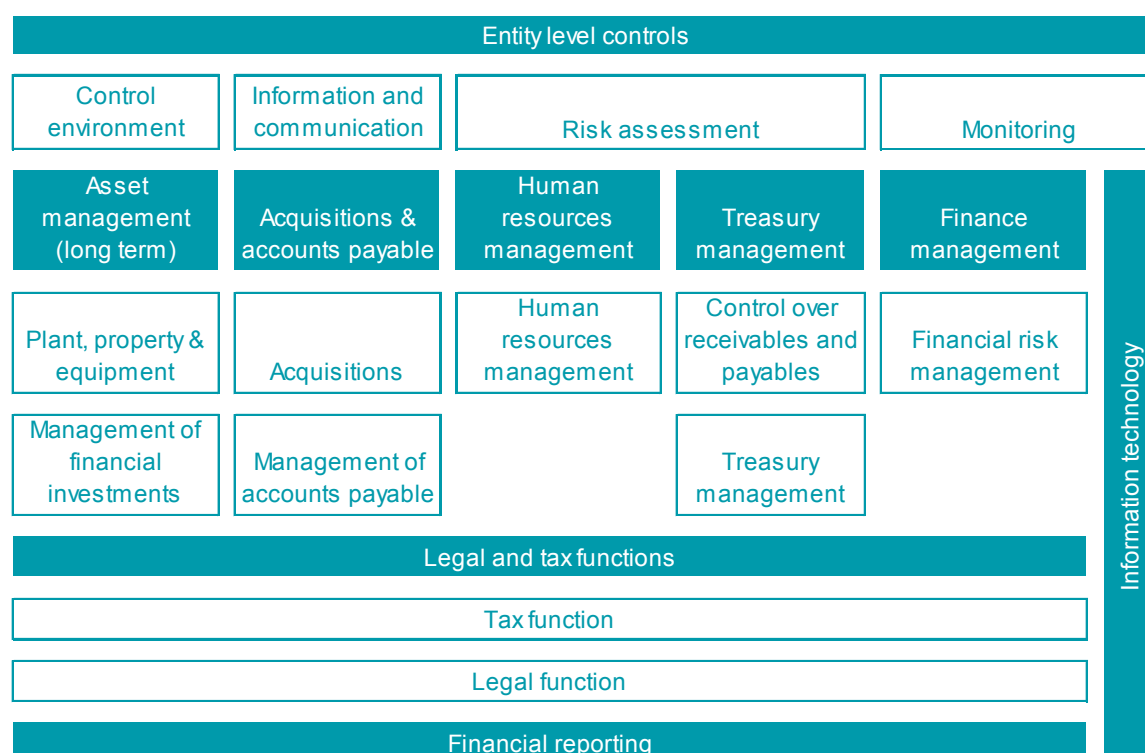 Entity level controls
Control
environment
Information and
communication
Risk assessment
Monitoring
Asset
management
(long term)
Acquisitions &
accounts payable
Human
resources
management
Treasury
management
Finance
management
Plant, property &
equipment
Acquisitions
Human
resources
management
Control over
receivables and
payables
Financial risk
management
Management of
financial
investments
Management of
accounts payable
Treasury
management
Information technology
Legal and tax functions
Tax function
Legal function
Financial reporting